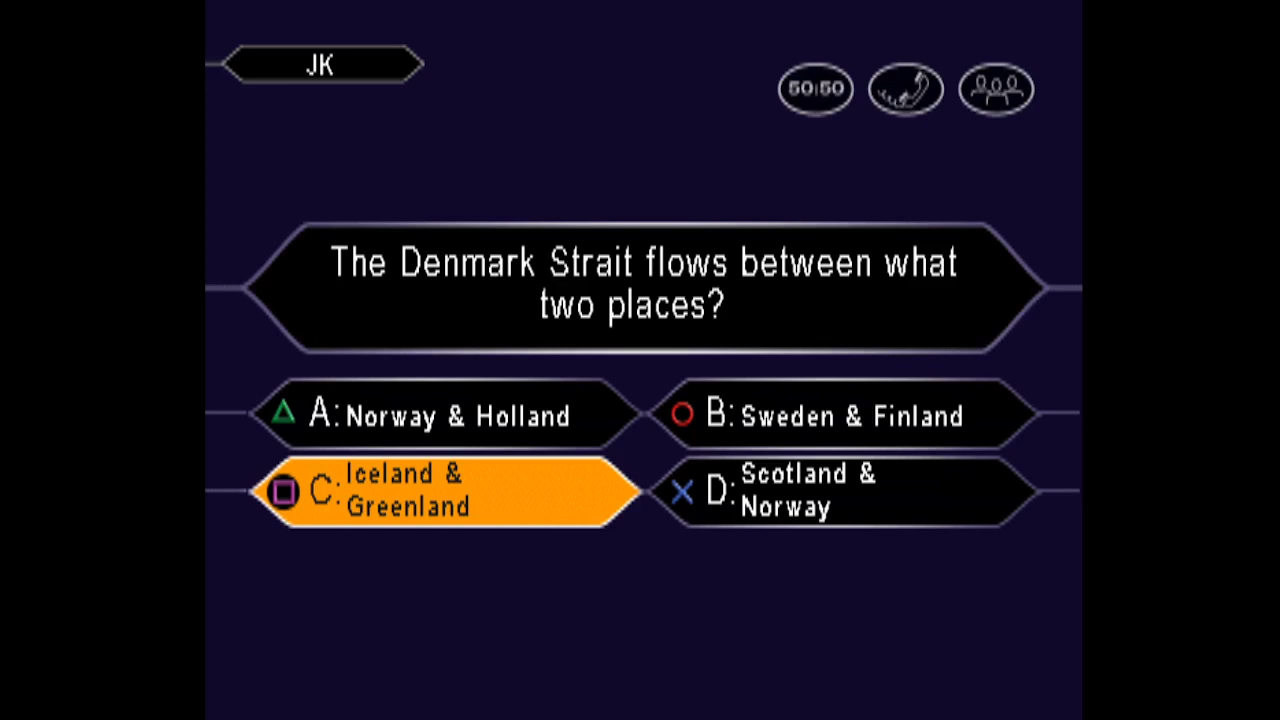 JK
50:50
The Denmark Strait flows between what
two places?
A: Norway & Holland
B: Sweden & Finland
C: Iceland &
Greenland
D: Scotland &
Norway